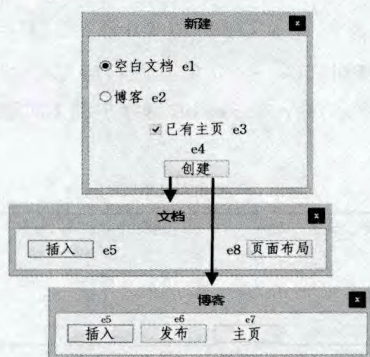 新建 x
空白文档 e1
博客 e2
已有主页 e3
e4
创建
文档 x
插入 e5 e8 页面布局
博客 x
e5 e6 e7
插入 发布 主页